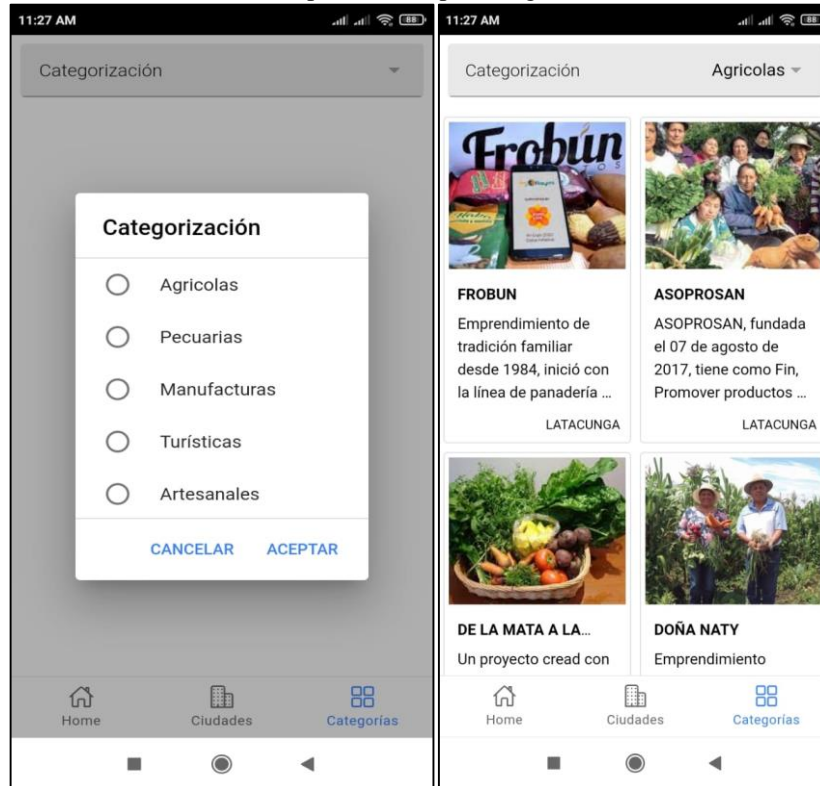 11:27 AM
88
Categorización
Categorización
Agricolas
Pecuarias
Manufacturas
Turísticas
Artesanales
CANCELAR ACEPTAR
Home Ciudades Categorías
11:27 AM
88
Categorización Agricolas
Frobún
FROBUN
Emprendimiento de
tradición familiar
desde 1984, inició con
la línea de panadería ...
LATACUNGA
ASOPROSAN
ASOPROSAN, fundada
el 07 de agosto de
2017, tiene como Fin,
Promover productos ...
LATACUNGA
DE LA MATA A LA...
Un proyecto cread con
DOÑA NATY
Emprendimiento
Home Ciudades Categorías